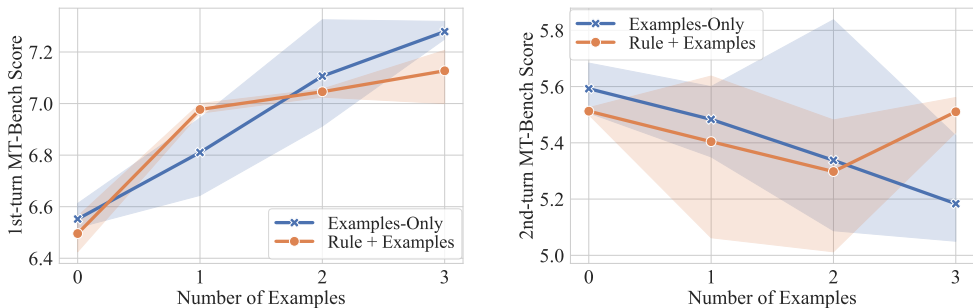 1st-turn MT-Bench Score
7.2
7.0
6.8
6.6
6.4
0
1
2
3
Number of Examples
Examples-Only
Rule + Examples
2nd-turn MT-Bench Score
5.8
5.6
5.4
5.2
5.0
0
1
2
3
Number of Examples
Examples-Only
Rule + Examples